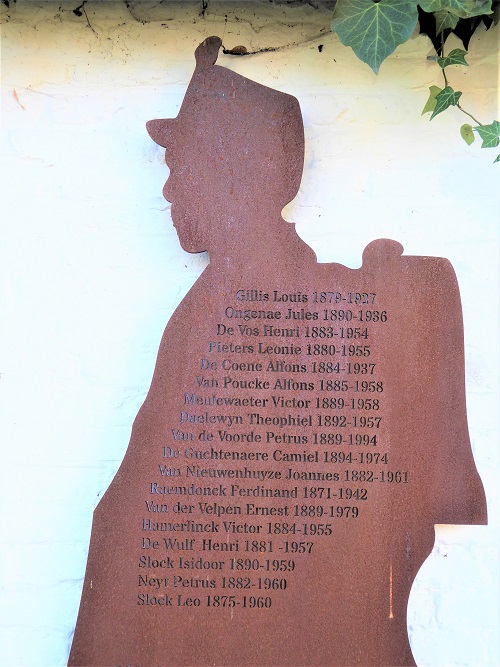 Gillis Louis 1879-1927
Ongenae Jules 1890-1936
De Vos Henri 1883-1954
Pieters Leonie 1880-1955
De Coene Alfons 1884-1937
Van Poucke Alfons 1885-1958
Meulewaeter Victor 1889-1958
Daelewyn Theophiel 1892-1957
Van de Voorde Petrus 1889-1994
De Guchtenaere Camiel 1894-1974
Van Nieuwenhuyze Joannes 1882-1961
Raemdonck Ferdinand 1871-1942
Van der Velpen Ernest 1889-1979
Hamerlinck Victor 1884-1955
De Wulf Henri 1881 -1957
Slock Isidoor 1890-1959
Neyt Petrus 1882-1960
Slock Leo 1875-1960